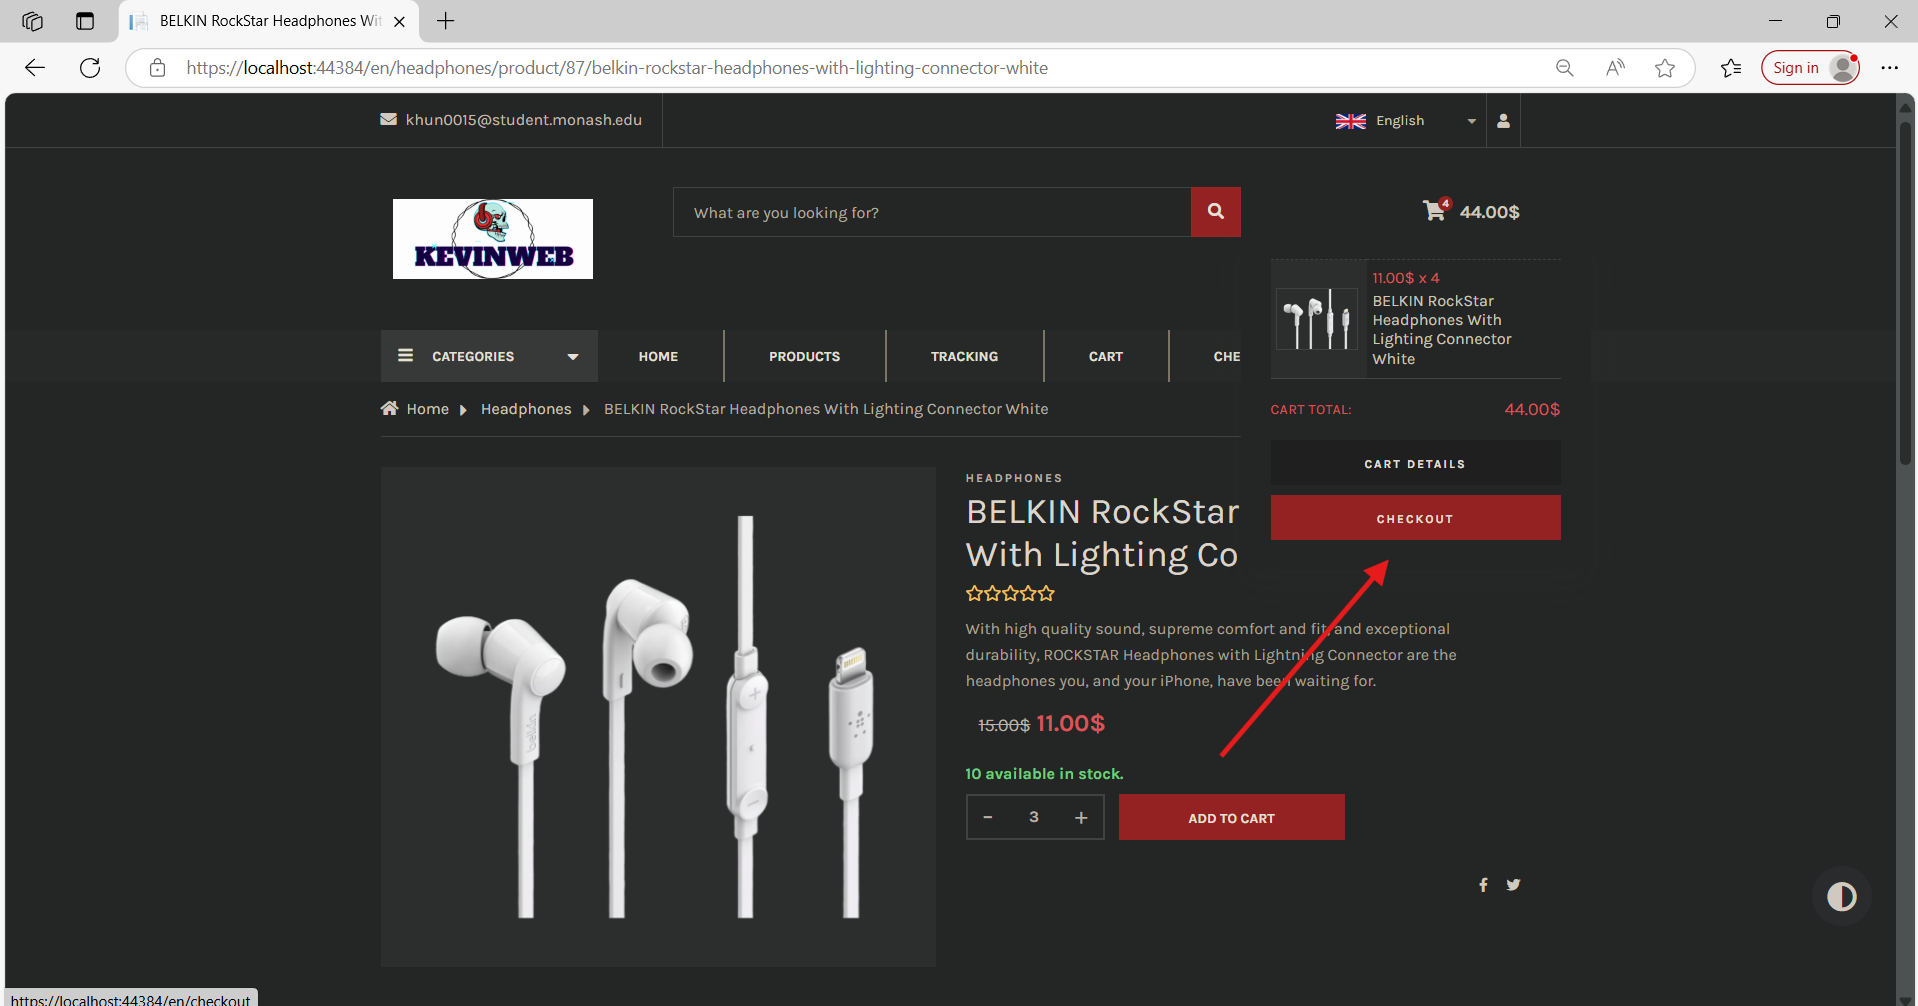 BELKIN RockStar Headphones Wit
https://localhost:44384/en/headphones/product/87/belkin-rockstar-headphones-with-lighting-connector-white
Sign in
khun0015@student.monash.edu
English
KEVINWEB
What are you looking for?
4
44.00$
11.00$ x 4
BELKIN RockStar
Headphones With
Lighting Connector
White
CATEGORIES
HOME
PRODUCTS
TRACKING
CART
CHE
Home
Headphones
BELKIN RockStar Headphones With Lighting Connector White
CART TOTAL:
44.00$
CART DETAILS
CHECKOUT
HEADPHONES
BELKIN RockStar
With Lighting Co
With high quality sound, supreme comfort and fit, and exceptional
durability, ROCKSTAR Headphones with Lightning Connector are the
headphones you, and your iPhone, have been waiting for.
15.00$ 11.00$
10 available in stock.
- 3 +
ADD TO CART
belkin
https://localhost:44384/en/checkout